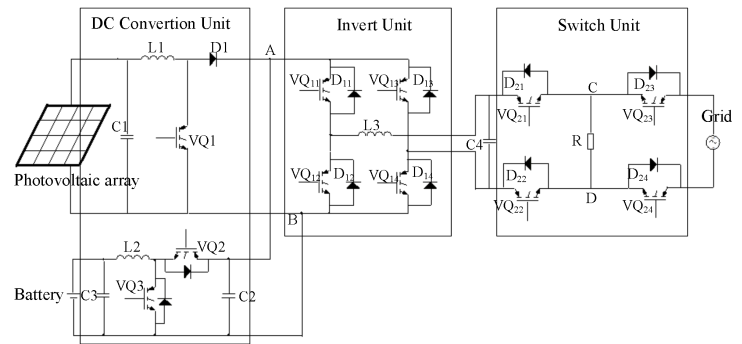 DC Convertion Unit
Invert Unit
Switch Unit
L1
D1
A
C1
VQ1
Photovoltaic array
B
L2
VQ2
VQ3
Battery
C3
C2
VQ11
D11
VQ13
D13
L3
VQ12
D12
VQ14
D14
C4
D21
VQ21
C
D23
VQ23
R
Grid
D22
VQ22
D
D24
VQ24